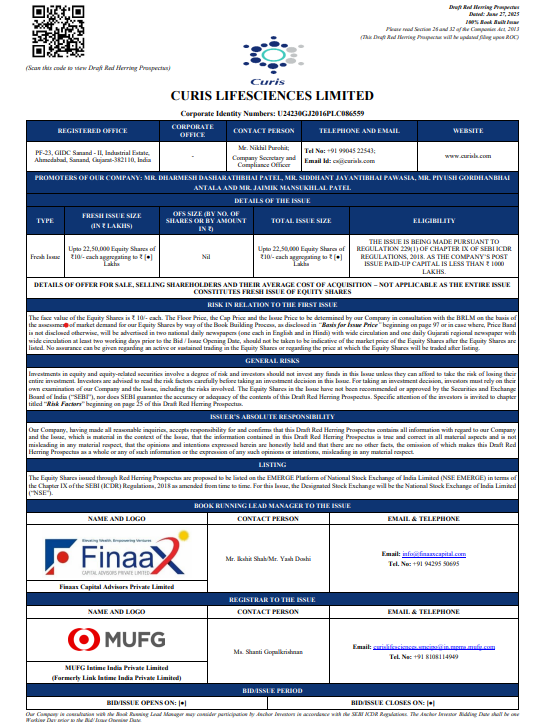 Draft Red Herring Prospectus
Dated: June 27, 2025
100% Book Built Issue
Please read Section 26 and 32 of the Companies Act, 2013
(This Draft Red Herring Prospectus will be updated filing upon ROC)
(Scan this code to view Draft Red Herring Prospectus)
Curis
CURIS LIFESCIENCES LIMITED
Corporate Identity Numbers: U24230GJ2016PLC086559
REGISTERED OFFICE
CORPORATE OFFICE
CONTACT PERSON
TELEPHONE AND EMAIL
WEBSITE
PF-23, GIDC Sanand - II, Industrial Estate,
Ahmedabad, Sanand, Gujarat-382110, India
-
Mr. Nikhil Purohit;
Company Secretary and
Compliance Officer
Tel No: +91 99045 22543;
Email Id: cs@curisls.com
www.curisls.com
PROMOTERS OF OUR COMPANY: MR. DHARMESH DASHARATHBHAI PATEL, MR. SIDDHANT JAYANTIBHAI PAWASIA, MR. PIYUSH GORDHANBHAI
ANTALA AND MR. JAIMIK MANSUKHLAL PATEL
DETAILS OF THE ISSUE
TYPE
FRESH ISSUE SIZE
(IN ₹ LAKHS)
OFS SIZE (BY NO. OF
SHARES OR BY AMOUNT
IN ₹)
TOTAL ISSUE SIZE
ELIGIBILITY
Fresh Issue
Upto 22,50,000 Equity Shares of
₹10/- each aggregating to ₹ [●]
Lakhs
Nil
Upto 22,50,000 Equity Shares of
₹10/- each aggregating to ₹ [●]
Lakhs
THE ISSUE IS BEING MADE PURSUANT TO
REGULATION 229(1) OF CHAPTER IX OF SEBI ICDR
REGULATIONS, 2018. AS THE COMPANY'S POST
ISSUE PAID-UP CAPITAL IS LESS THAN ₹ 1000
LAKHS.
DETAILS OF OFFER FOR SALE, SELLING SHAREHOLDERS AND THEIR AVERAGE COST OF ACQUISITION – NOT APPLICABLE AS THE ENTIRE ISSUE
CONSTITUTES FRESH ISSUE OF EQUITY SHARES
RISK IN RELATION TO THE FIRST ISSUE
The face value of the Equity Shares is ₹ 10/- each. The Floor Price, the Cap Price and the Issue Price to be determined by our Company in consultation with the BRLM on the basis of
the assessment of market demand for our Equity Shares by way of the Book Building Process, as disclosed in "Basis for Issue Price" beginning on page 97 or in case where, Price Band
is not disclosed otherwise, will be advertised in two national daily newspapers (one each in English and in Hindi) with wide circulation and one daily Gujarati regional newspaper with
wide circulation at least two working days prior to the Bid / Issue Opening Date, should not be taken to be indicative of the market price of the Equity Shares after the Equity Shares are
listed. No assurance can be given regarding an active or sustained trading in the Equity Shares or regarding the price at which the Equity Shares will be traded after listing.
GENERAL RISKS
Investments in equity and equity-related securities involve a degree of risk and investors should not invest any funds in this issue unless they can afford to take the risk of losing their
entire investment. Investors are advised to read the risk factors carefully before taking an investment decision in this Issue. For taking an investment decision, investors must rely on their
own examination of our Company and the Issue, including the risks involved. The Equity Shares in the Issue have not been recommended or approved by the Securities and Exchange
Board of India ("SEBI"), nor does SEBI guarantee the accuracy or adequacy of the contents of this Draft Red Herring Prospectus. Specific attention of the investors is invited to chapter
titled "Risk Factors" beginning on page 25 of this Draft Red Herring Prospectus.
ISSUER'S ABSOLUTE RESPONSIBILITY
Our Company, having made all reasonable inquiries, accepts responsibility for and confirms that this Draft Red Herring Prospectus contains all information with regard to our Company
and the Issue, which is material in the context of the Issue, that the information contained in this Draft Red Herring Prospectus is true and correct in all material aspects and is not
misleading in any material respect, that the opinions and intentions expressed herein are honestly held and that there are no other facts, the omission of which makes this Draft Red Herring
Prospectus as a whole or any of such information or the expression of any such opinions or intentions, misleading in any material respect.
LISTING
The Equity Shares issued through Red Herring Prospectus are proposed to be listed on the EMERGE Platform of National Stock Exchange of India Limited (NSE EMERGE) in terms of
the Chapter IX of the SEBI (ICDR) Regulations, 2018 as amended from time to time. For this Issue, the Designated Stock Exchange will be the National Stock Exchange of India Limited
("NSE").
BOOK RUNNING LEAD MANAGER TO THE ISSUE
NAME AND LOGO
CONTACT PERSON
EMAIL & TELEPHONE
Elevating Wealth, Empowering Ventures
FinaaX
CAPITAL ADVISORS PRIVATE LIMITED
Finaax Capital Advisors Private Limited
Mr. Ikshit Shah/Mr. Yash Doshi
Email: info@finaaxcapital.com
Tel. No: +91 94295 50695
REGISTRAR TO THE ISSUE
NAME AND LOGO
CONTACT PERSON
EMAIL & TELEPHONE
MUFG
MUFG Intime India Private Limited
(Formerly Link Intime India Private Limited)
Ms. Shanti Gopalkrishnan
Email: curislifesciences.smeipo@in.mpms.mufg.com
Tel No: +91 8108114949
BID/ISSUE PERIOD
BID/ISSUE OPENS ON: [●]
BID/ISSUE CLOSES ON: [●]
Our Company in consultation with the Book Running Lead Manager may consider participation by Anchor Investors in accordance with the SEBI ICDR Regulations. The Anchor Investor Bidding Date shall be one
Working Day prior to the Bid/ Issue Opening Date.